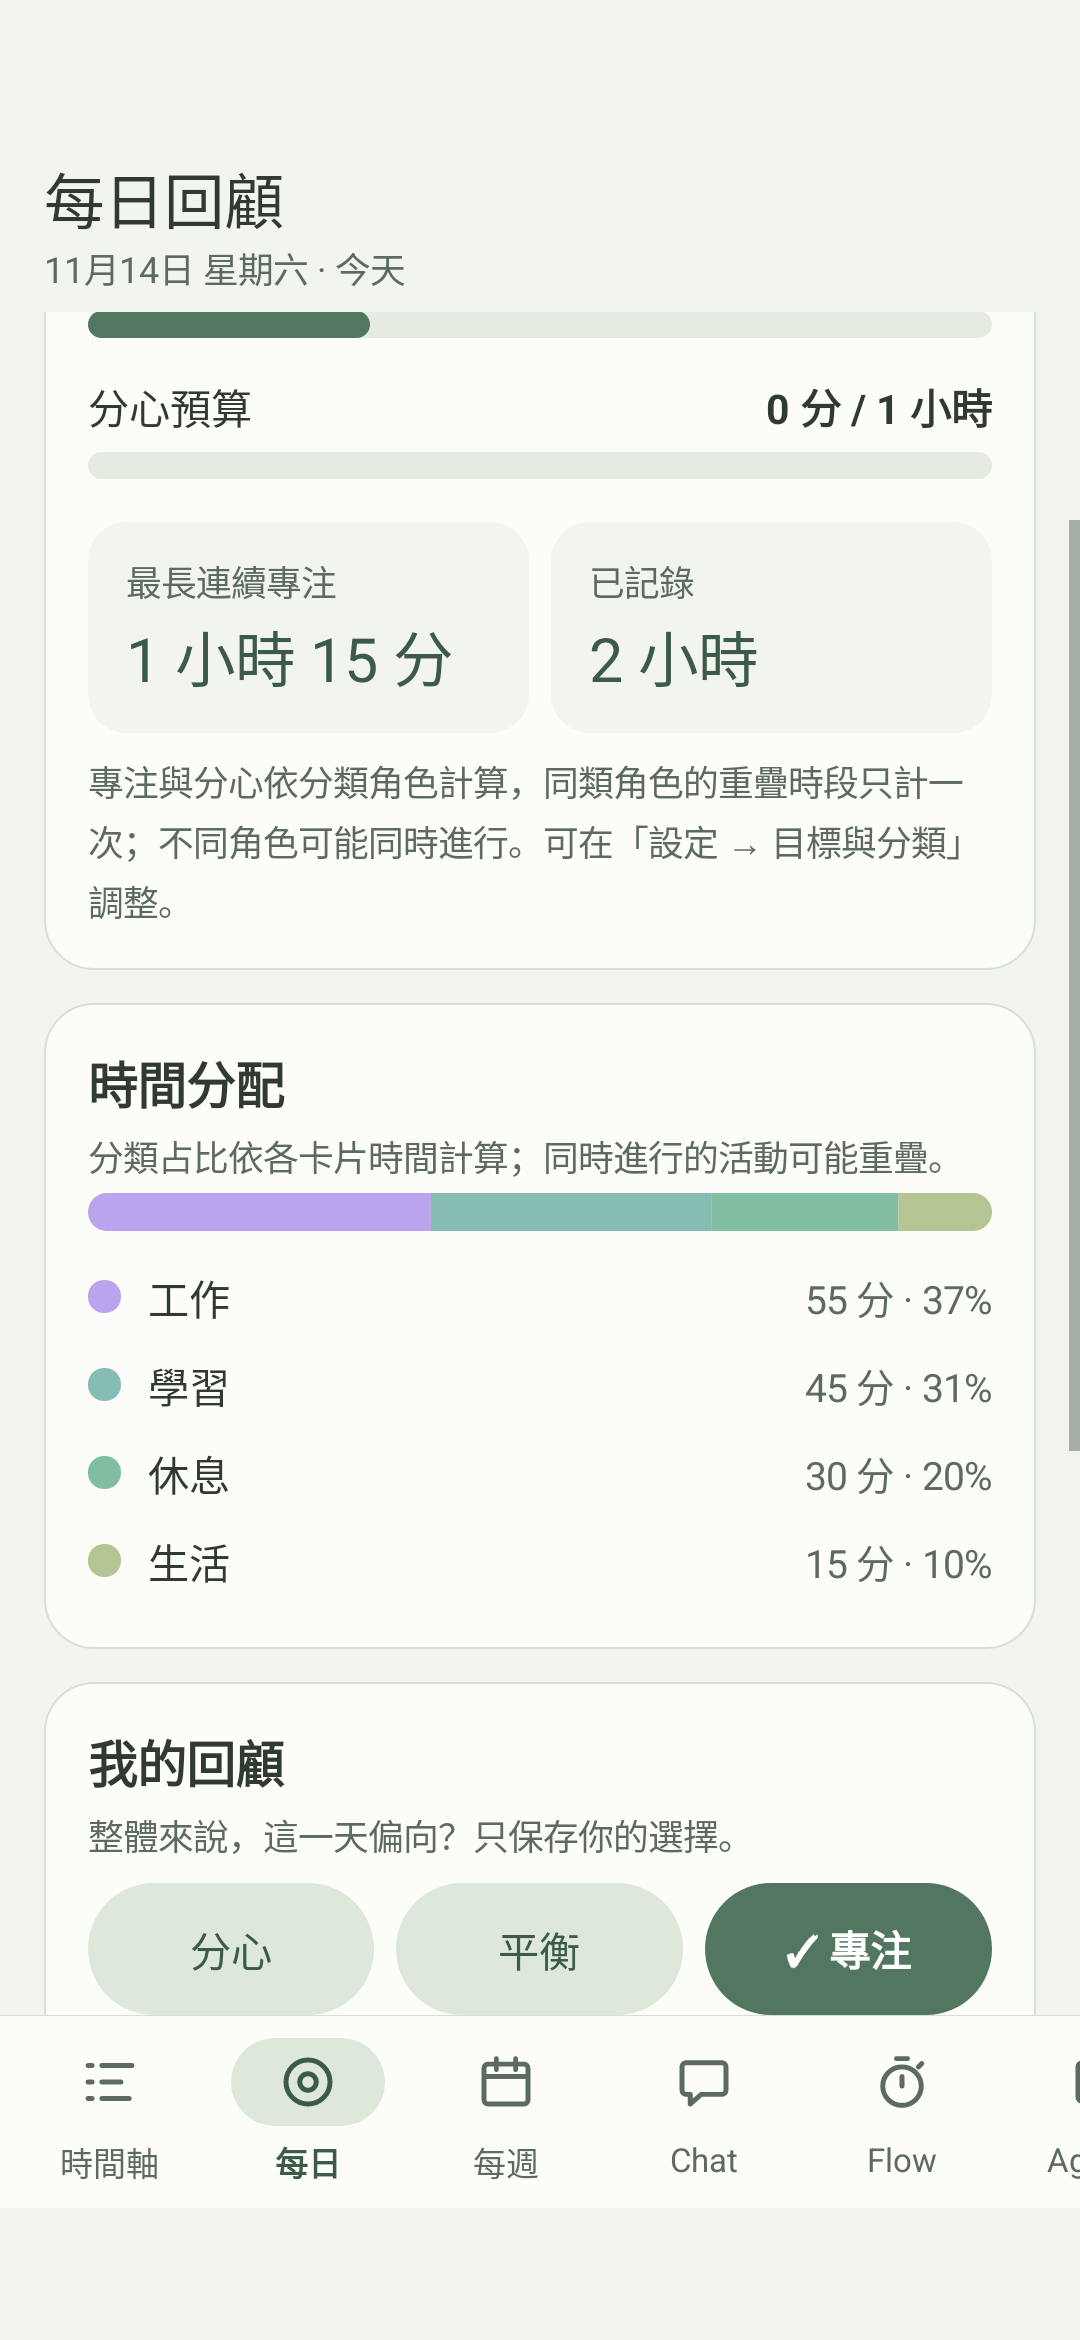 每日回顧
11月14日 星期六 · 今天
分心預算
0 分 / 1 小時
最長連續專注
已記錄
1 小時 15 分
2 小時
專注與分心依分類角色計算，同類角色的重疊時段只計一
次；不同角色可能同時進行。可在「設定 → 目標與分類」
調整。
時間分配
分類占比依各卡片時間計算；同時進行的活動可能重疊。
工作
55 分 · 37%
學習
45 分 · 31%
休息
30 分 · 20%
生活
15 分 · 10%
我的回顧
整體來說，這一天偏向？只保存你的選擇。
分心
平衡
✓ 專注
時間軸
每日
每週
Chat
Flow